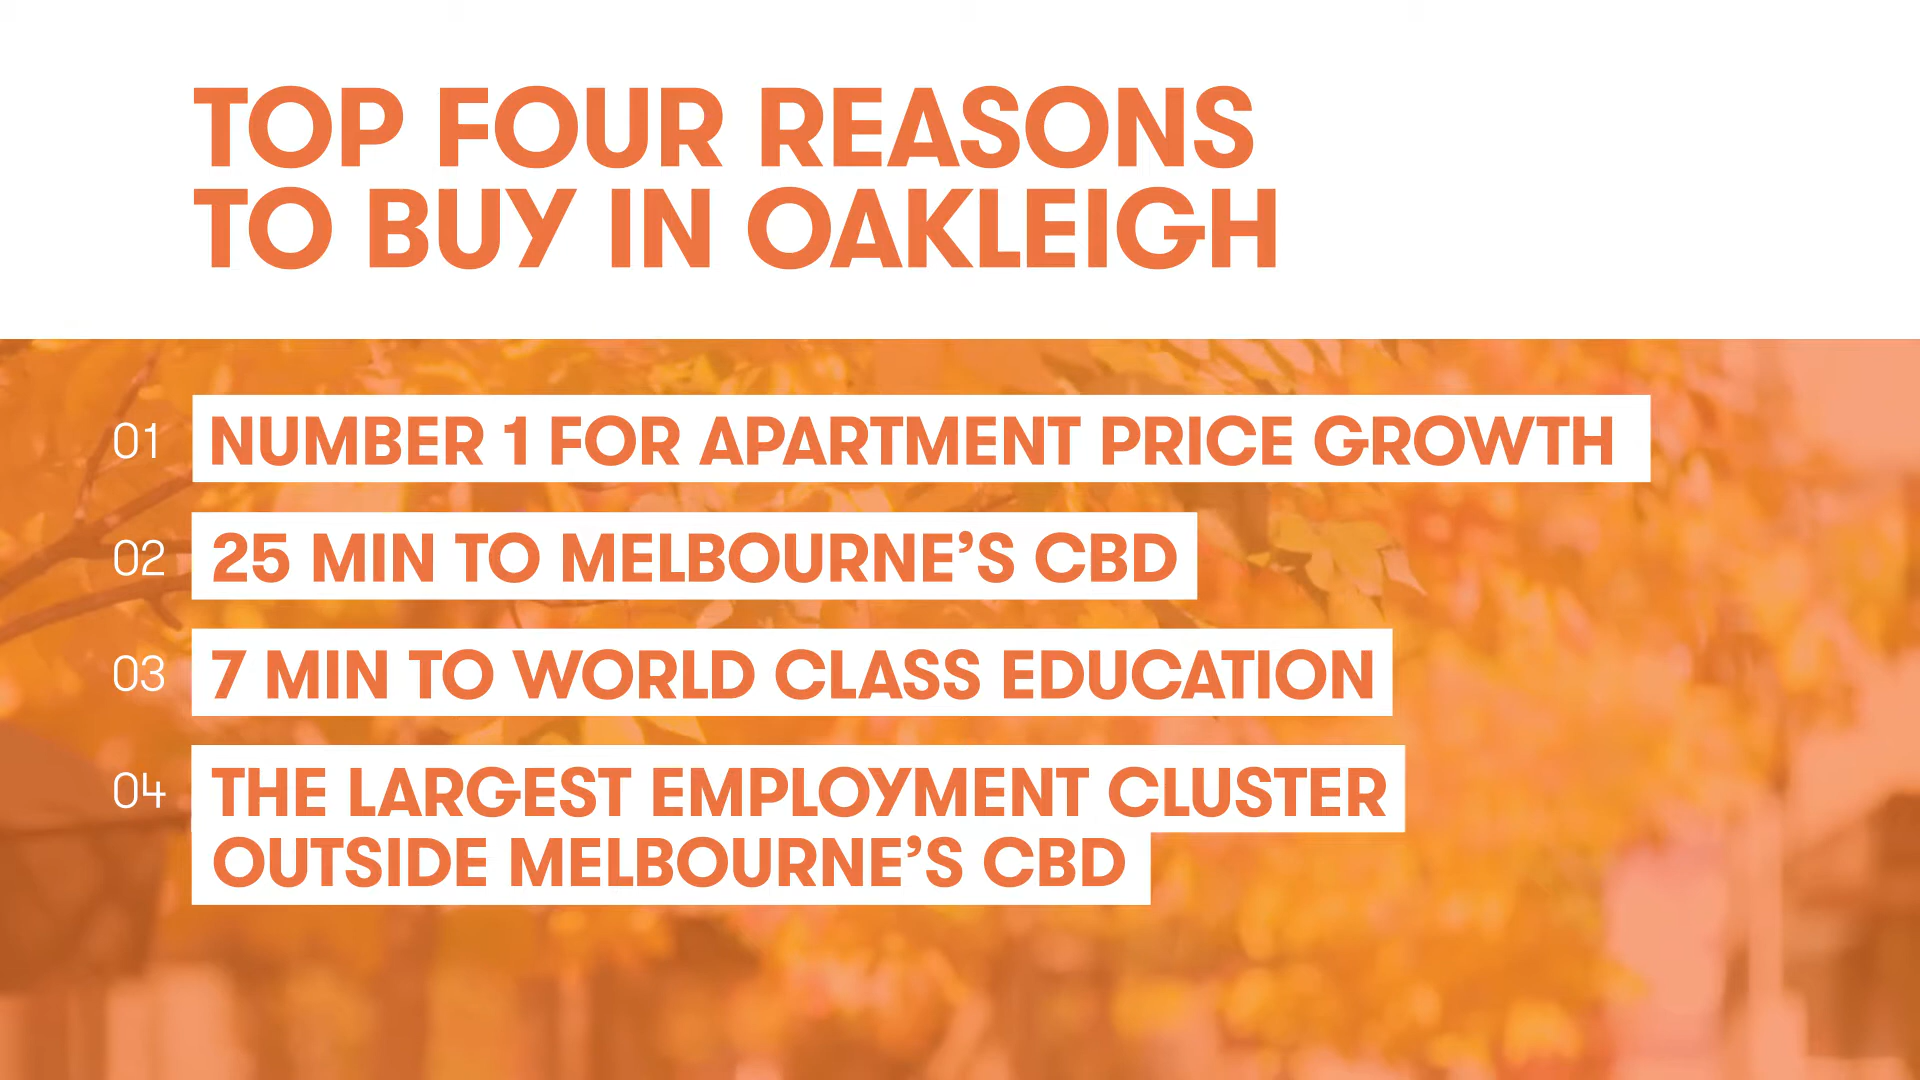 TOP FOUR REASONS
TO BUY IN OAKLEIGH
01 NUMBER 1 FOR APARTMENT PRICE GROWTH
02 25 MIN TO MELBOURNE’S CBD
03 7 MIN TO WORLD CLASS EDUCATION
04 THE LARGEST EMPLOYMENT CLUSTER
OUTSIDE MELBOURNE’S CBD